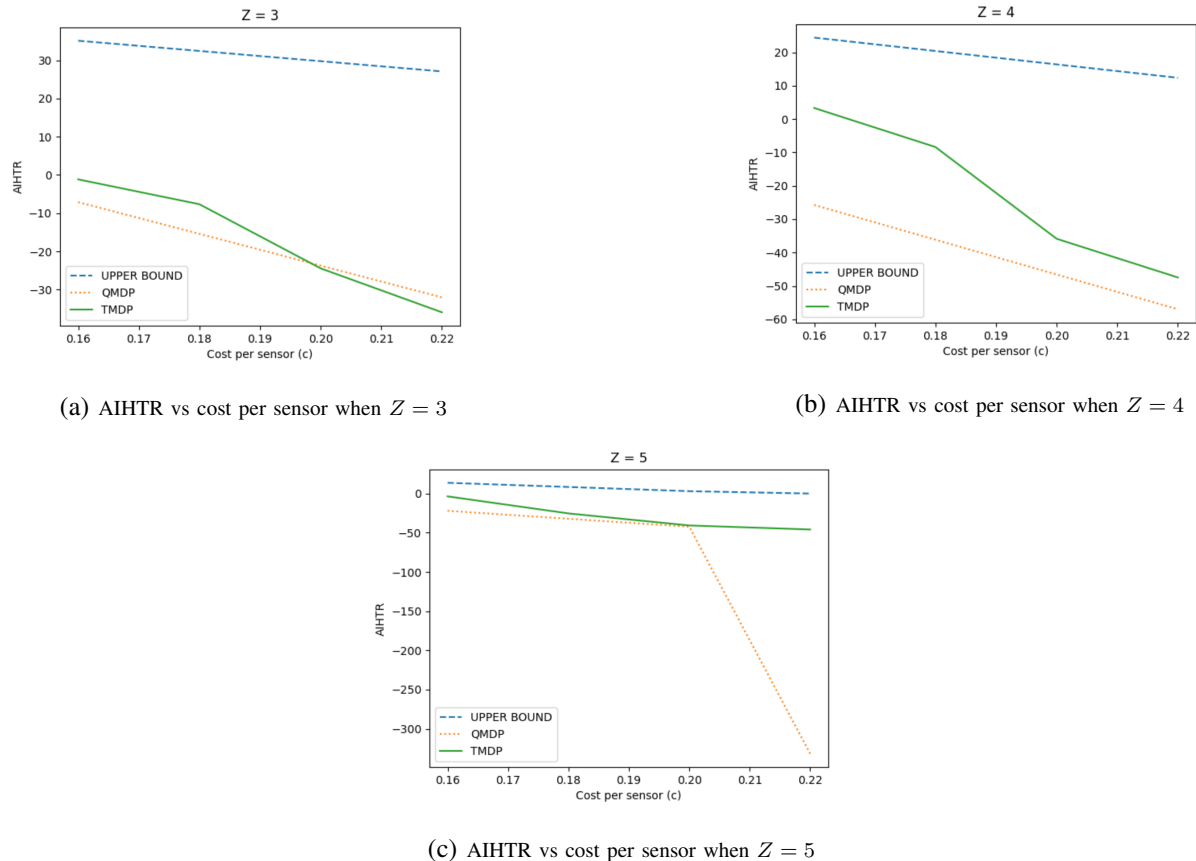 Z = 3
30
20
10
0
−10
−20
−30
AIHTR
UPPER BOUND
QMDP
TMDP
0.16 0.17 0.18 0.19 0.20 0.21 0.22
Cost per sensor (c)
(a) AIHTR vs cost per sensor when Z = 3
Z = 4
20
10
0
−10
−20
−30
−40
−50
−60
AIHTR
UPPER BOUND
QMDP
TMDP
0.16 0.17 0.18 0.19 0.20 0.21 0.22
Cost per sensor (c)
(b) AIHTR vs cost per sensor when Z = 4
Z = 5
0
−50
−100
−150
−200
−250
−300
AIHTR
UPPER BOUND
QMDP
TMDP
0.16 0.17 0.18 0.19 0.20 0.21 0.22
Cost per sensor (c)
(c) AIHTR vs cost per sensor when Z = 5